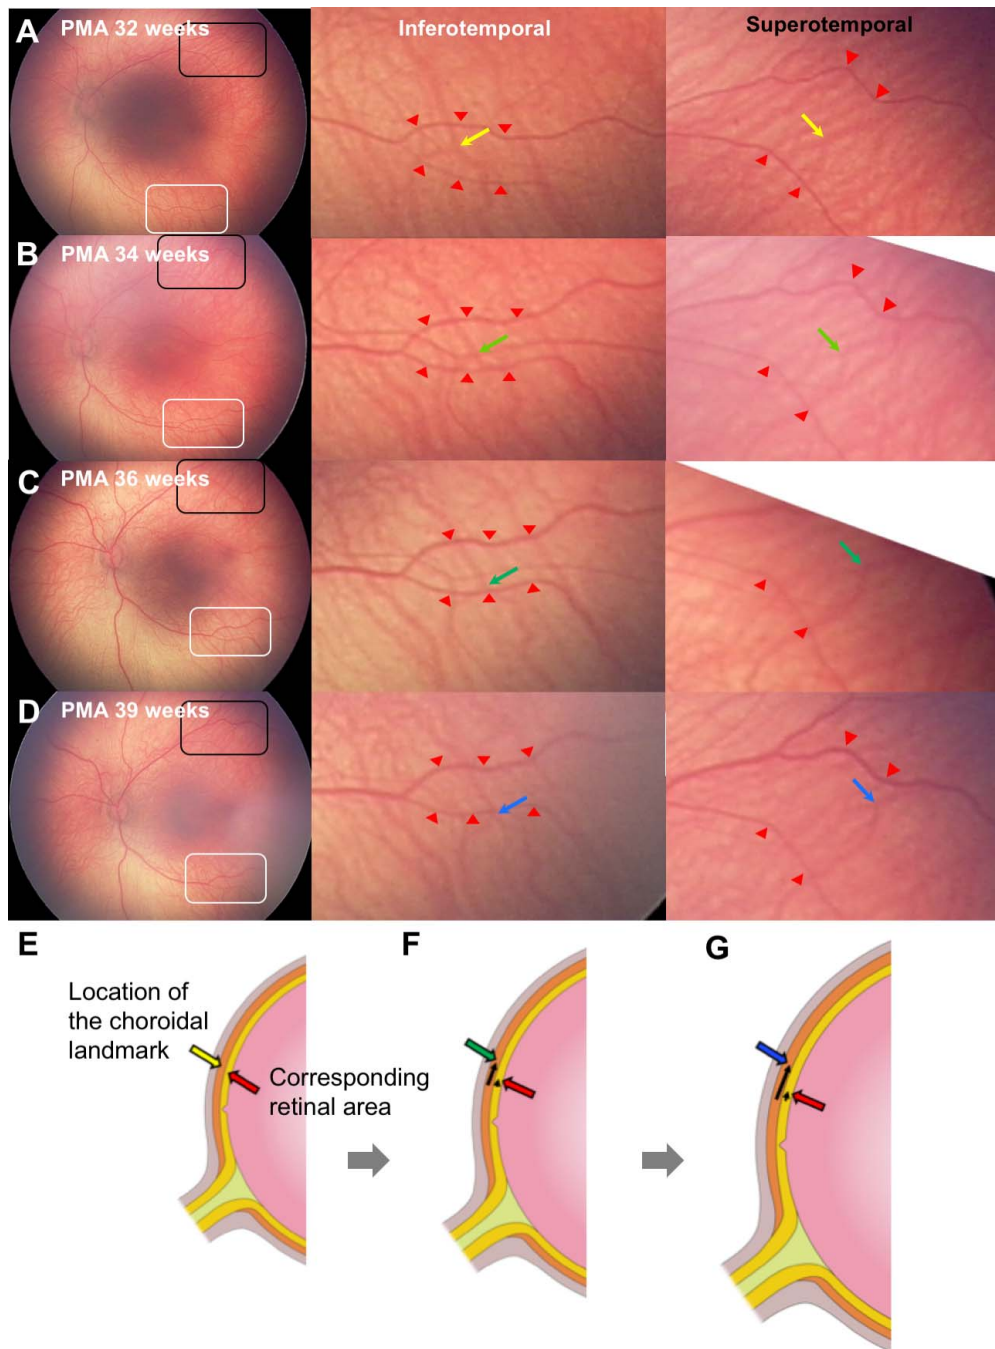 A PMA 32 weeks Inferotemporal Superotemporal
B PMA 34 weeks
C PMA 36 weeks
D PMA 39 weeks
E F G
Location of
the choroidal
landmark
Corresponding
retinal area